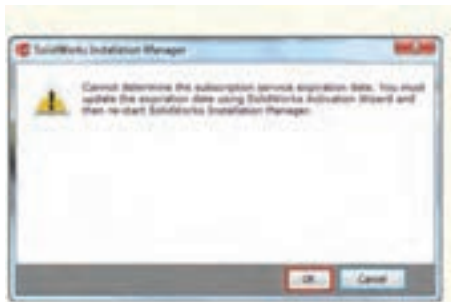 SolidWorks Installation Manager
Cannot determine the subscription service expiration date. You must
update the expiration date using SolidWorks Activation Wizard and
then re-start SolidWorks Installation Manager.
OK
Cancel